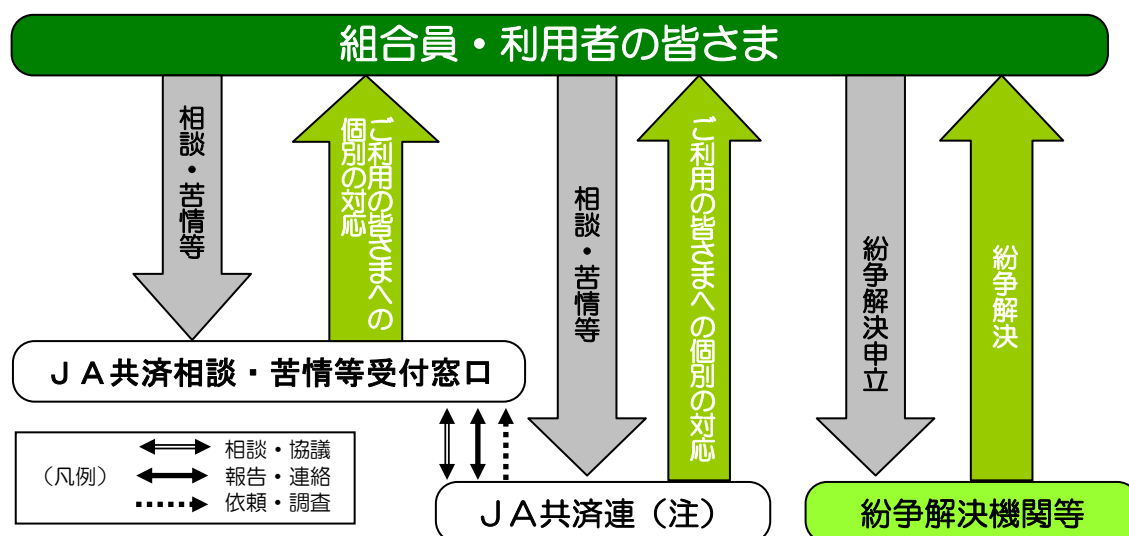 組合員・利用者の皆さま
相談・苦情等
ご利用の皆さまへの
個別の対応
相談・苦情等
ご利用の皆さまへの個別の対応
紛争解決申立
紛争解決
ＪＡ共済相談・苦情等受付窓口
（凡例）
相談・協議
報告・連絡
依頼・調査
ＪＡ共済連（注）
紛争解決機関等